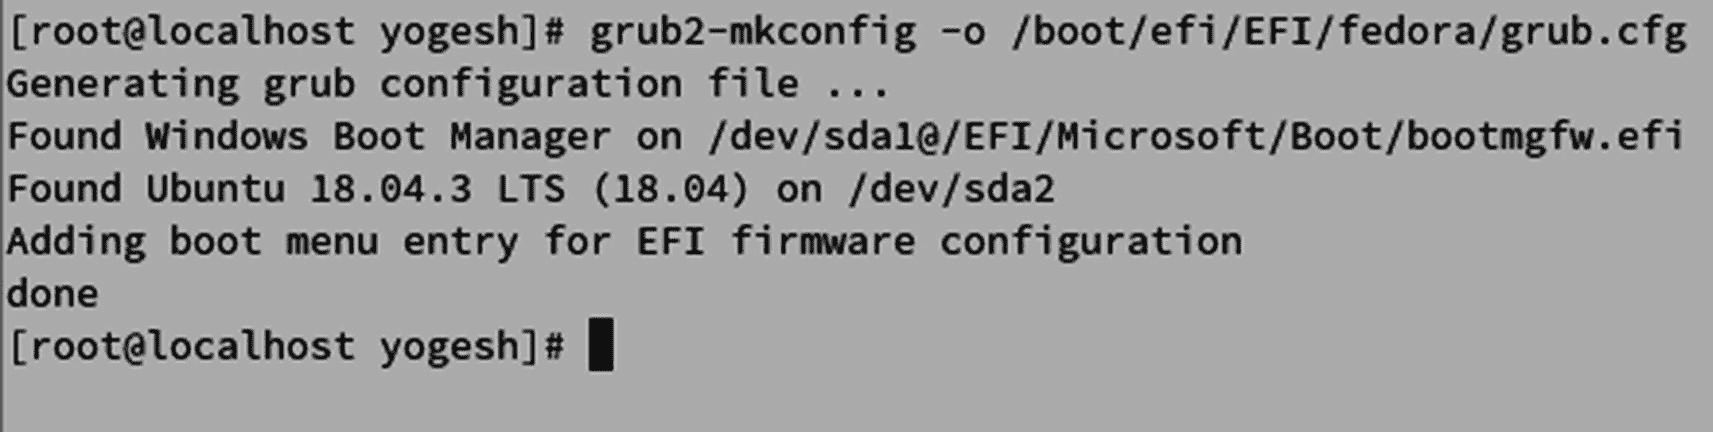 [root@localhost yogesh]# grub2-mkconfig -o /boot/efi/EFI/fedora/grub.cfg
Generating grub configuration file ...
Found Windows Boot Manager on /dev/sda1@/EFI/Microsoft/Boot/bootmgfw.efi
Found Ubuntu 18.04.3 LTS (18.04) on /dev/sda2
Adding boot menu entry for EFI firmware configuration
done
[root@localhost yogesh]#